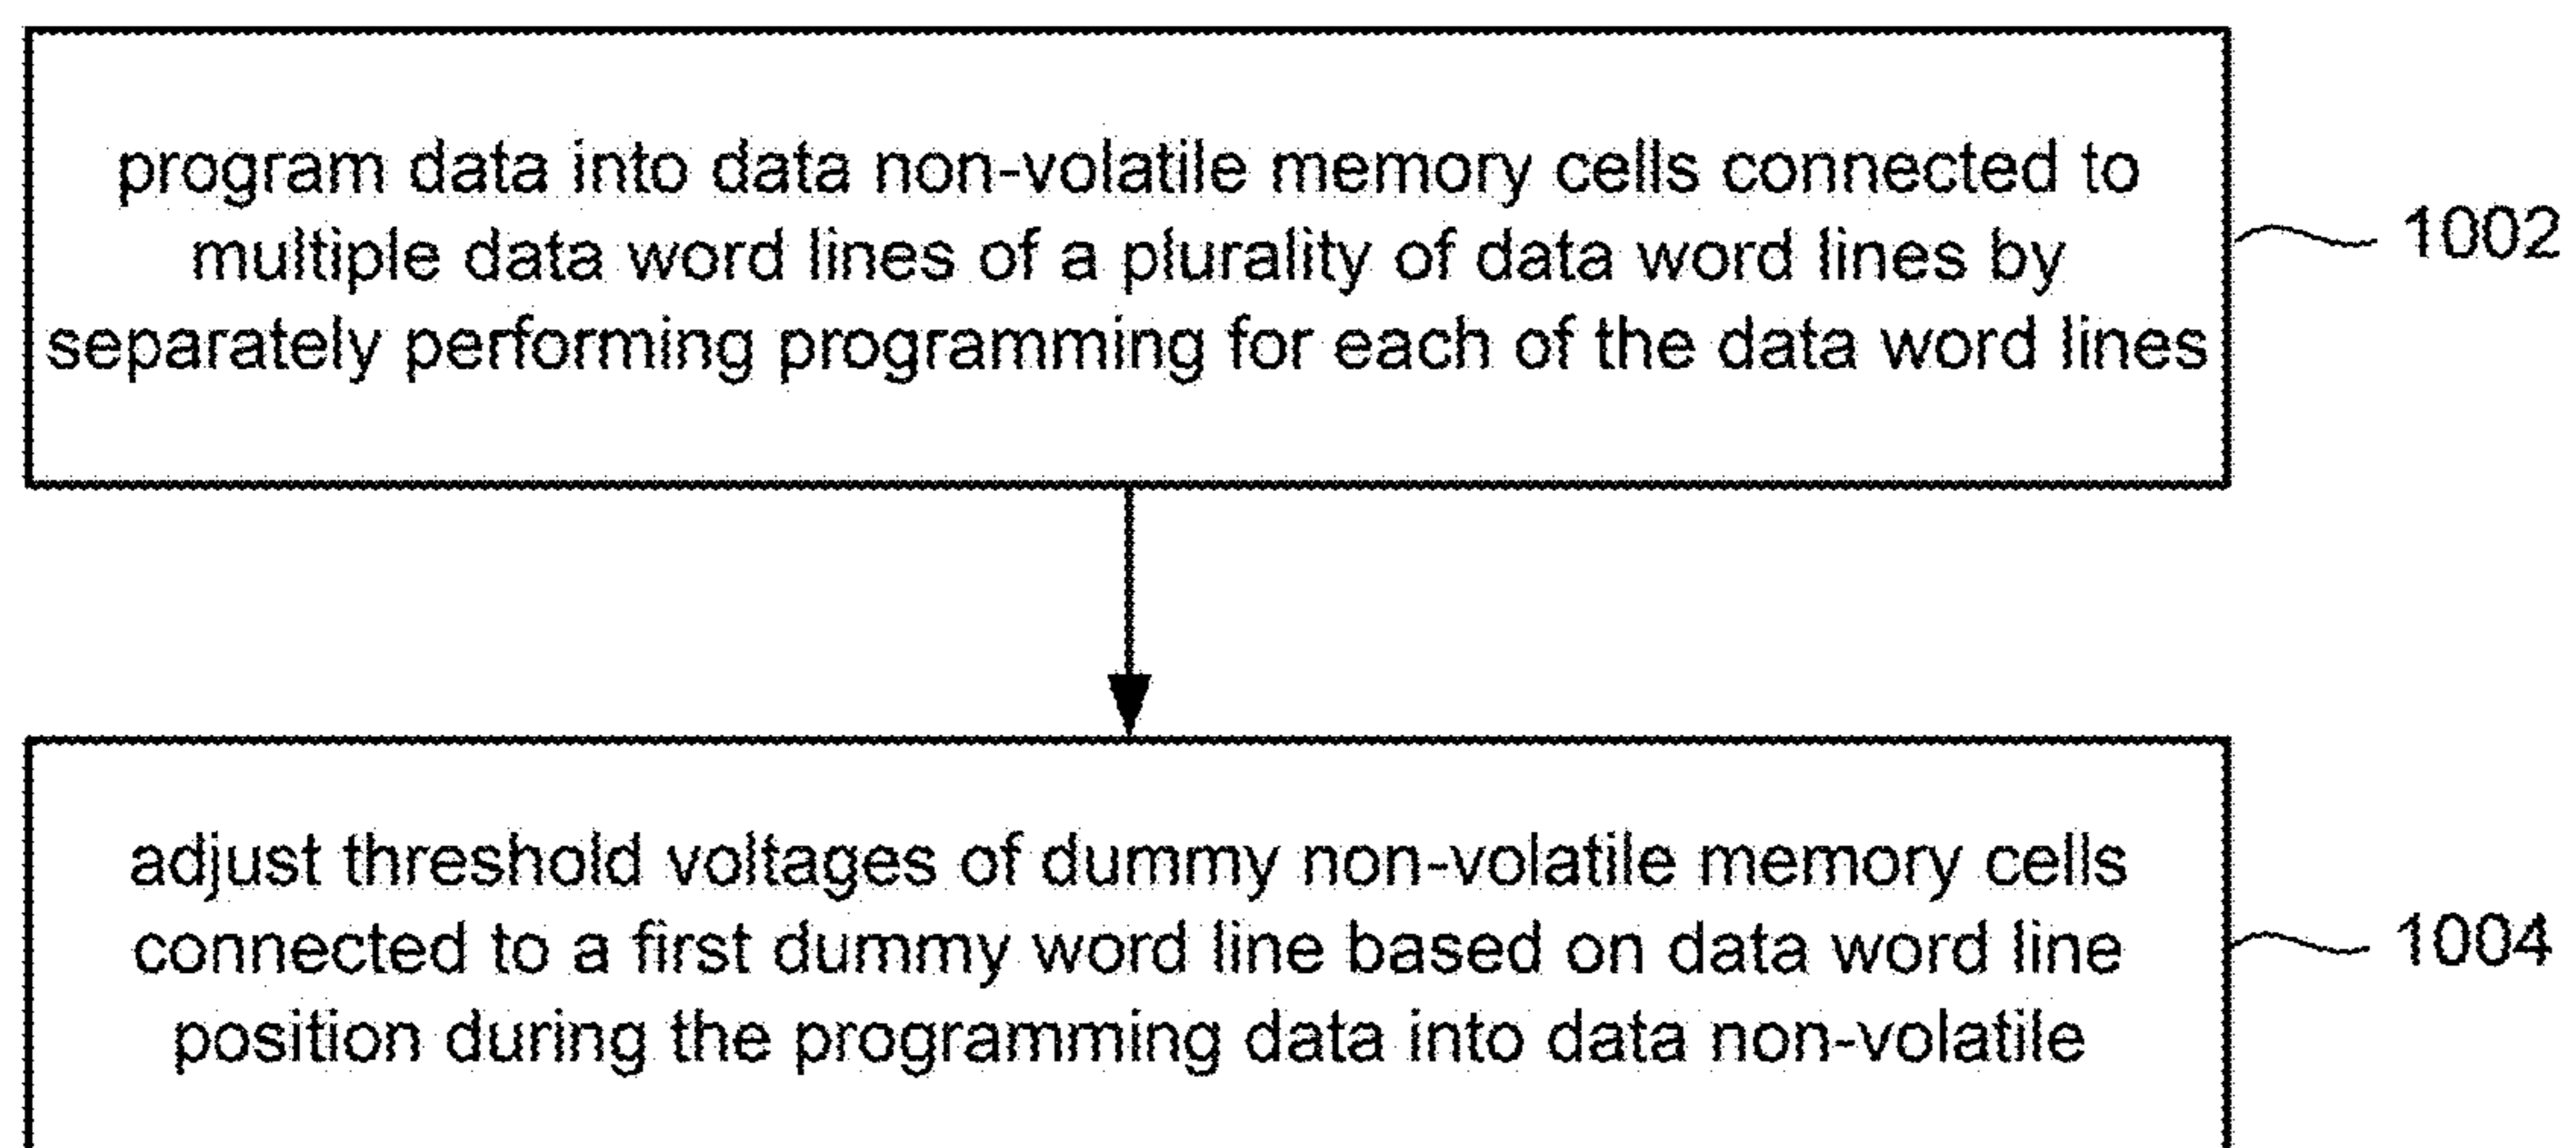 program data into data non-volatile memory cells connected to
multiple data word lines of a plurality of data word lines by
separately performing programming for each of the data word lines
1002
adjust threshold voltages of dummy non-volatile memory cells
connected to a first dummy word line based on data word line
position during the programming data into data non-volatile
1004